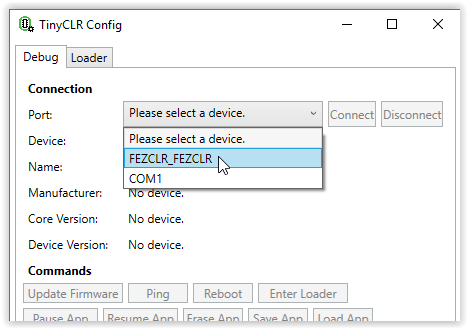 TinyCLR Config
Debug Loader
Connection
Port: Please select a device. Connect Disconnect
Device: Please select a device.
Name: FEZCLR_FEZCLR
COM1
Manufacturer: No device.
Core Version: No device.
Device Version: No device.
Commands
Update Firmware Ping Reboot Enter Loader
Pause App Resume App Erase App Save App Load App